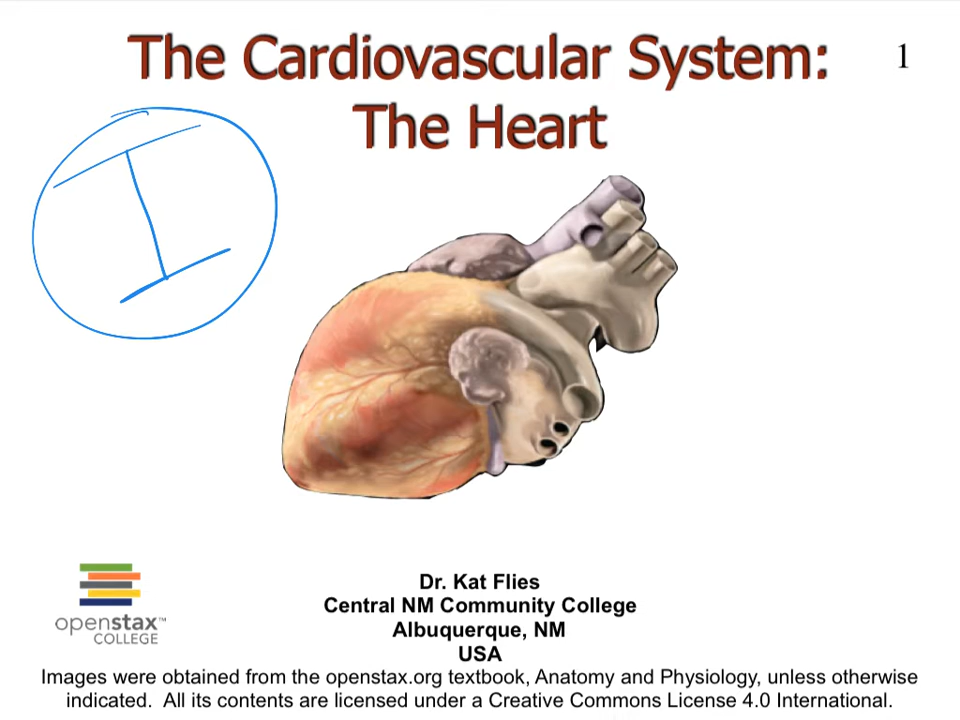 The Cardiovascular System:
1
The Heart
I
Dr. Kat Flies
Central NM Community College
Albuquerque, NM
USA
openstax™
COLLEGE
Images were obtained from the openstax.org textbook, Anatomy and Physiology, unless otherwise
indicated. All its contents are licensed under a Creative Commons License 4.0 International.